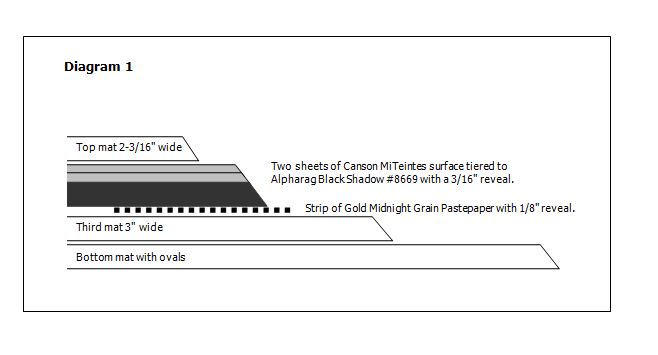 Diagram 1
Top mat 2-3/16" wide
Two sheets of Canson MiTeintes surface tiered to
Alpharag Black Shadow #8669 with a 3/16" reveal.
Strip of Gold Midnight Grain Pastepaper with 1/8" reveal.
Third mat 3" wide
Bottom mat with ovals